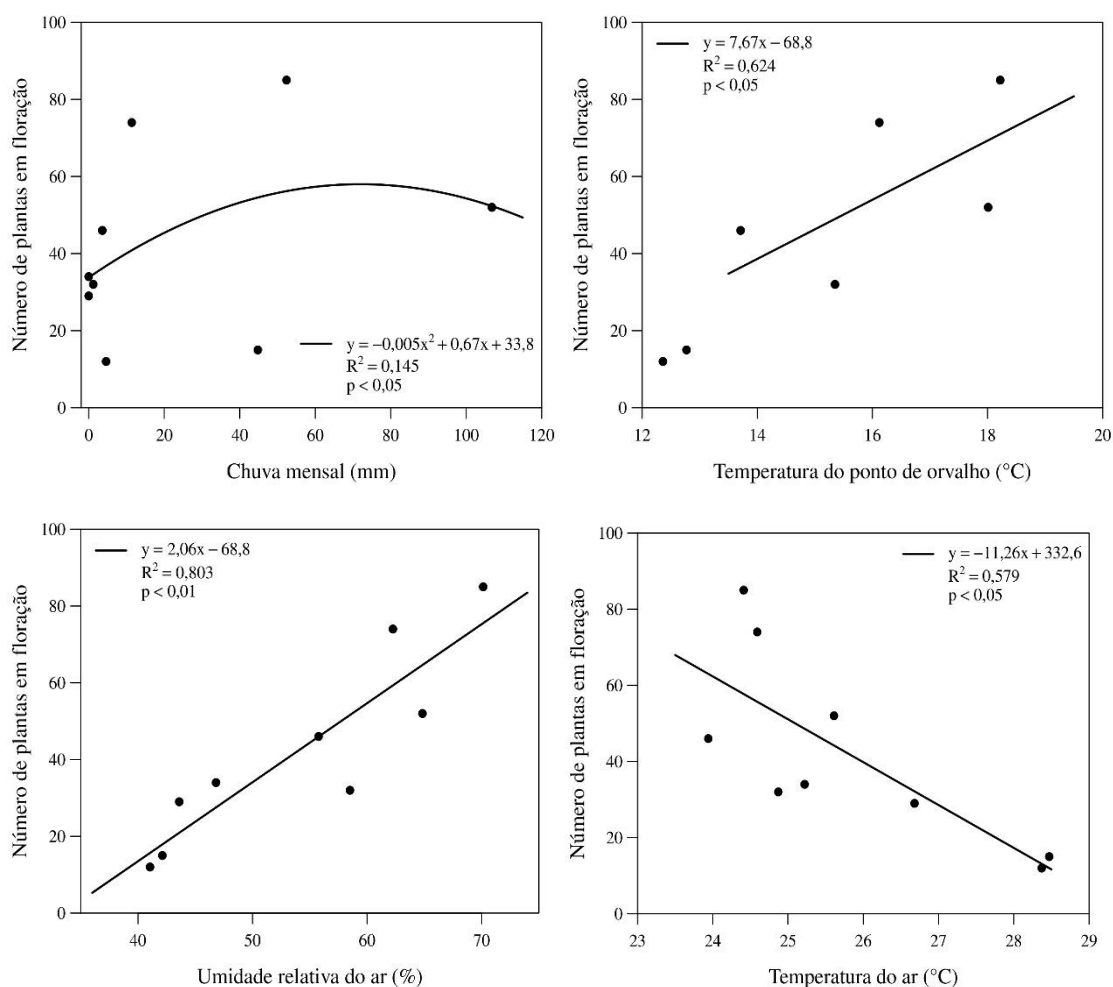 Número de plantas em floração
100
80
60
40
20
0
y = −0,005x² + 0,67x + 33,8
R² = 0,145
p < 0,05
0 20 40 60 80 100 120
Chuva mensal (mm)
Número de plantas em floração
100
80
60
40
20
0
y = 7,67x − 68,8
R² = 0,624
p < 0,05
12 14 16 18 20
Temperatura do ponto de orvalho (°C)
Número de plantas em floração
100
80
60
40
20
0
y = 2,06x − 68,8
R² = 0,803
p < 0,01
40 50 60 70
Umidade relativa do ar (%)
Número de plantas em floração
100
80
60
40
20
0
y = −11,26x + 332,6
R² = 0,579
p < 0,05
23 24 25 26 27 28 29
Temperatura do ar (°C)